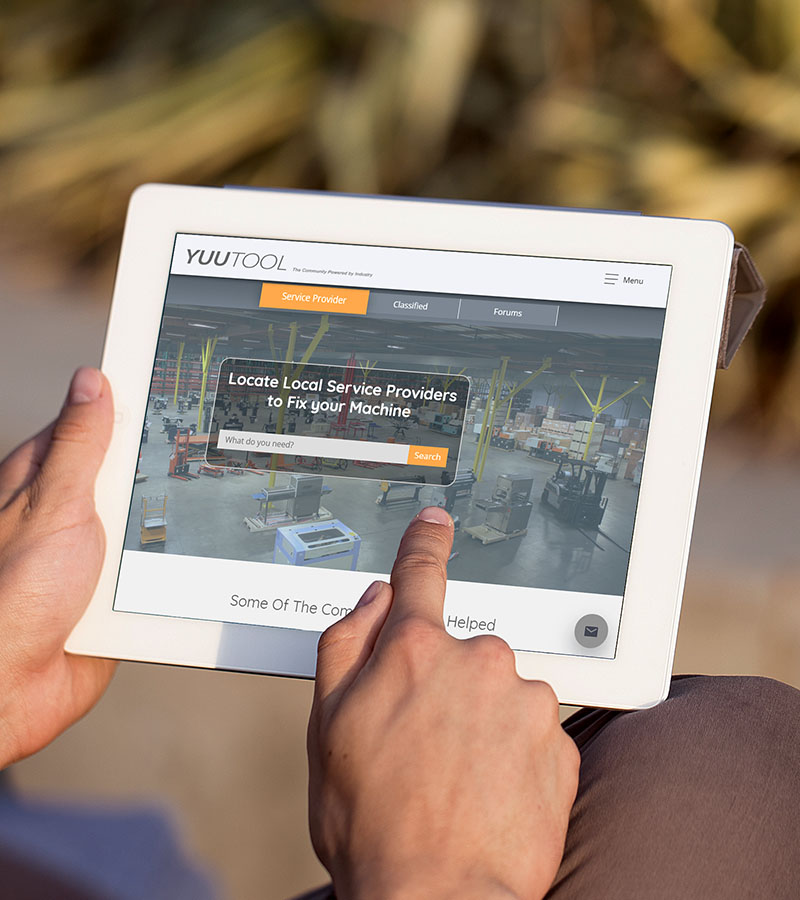 YUUTOOL The Community Powered by Industry
Menu
Service Provider Classified Forums
Locate Local Service Providers
to Fix your Machine
What do you need? Search
Some Of The Com Helped